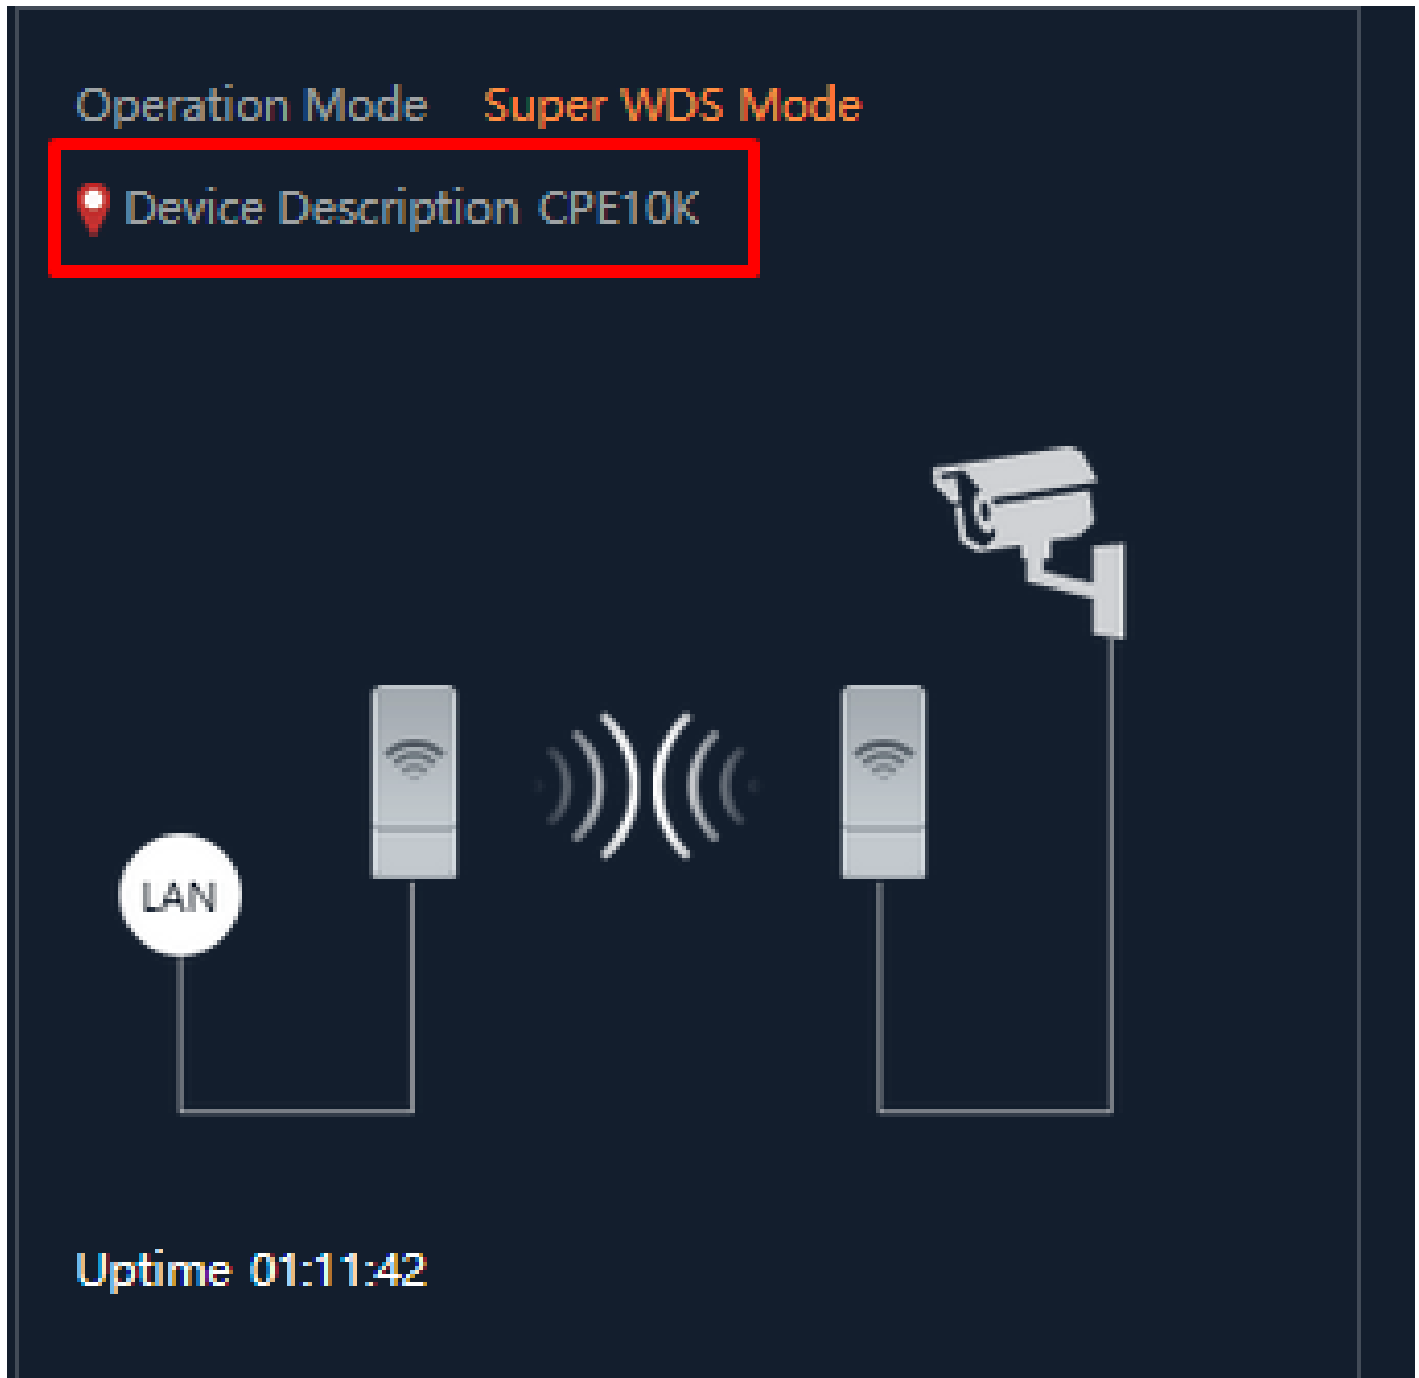 Operation Mode Super WDS Mode
Device Description CPE10K
LAN
Uptime 01:11:42